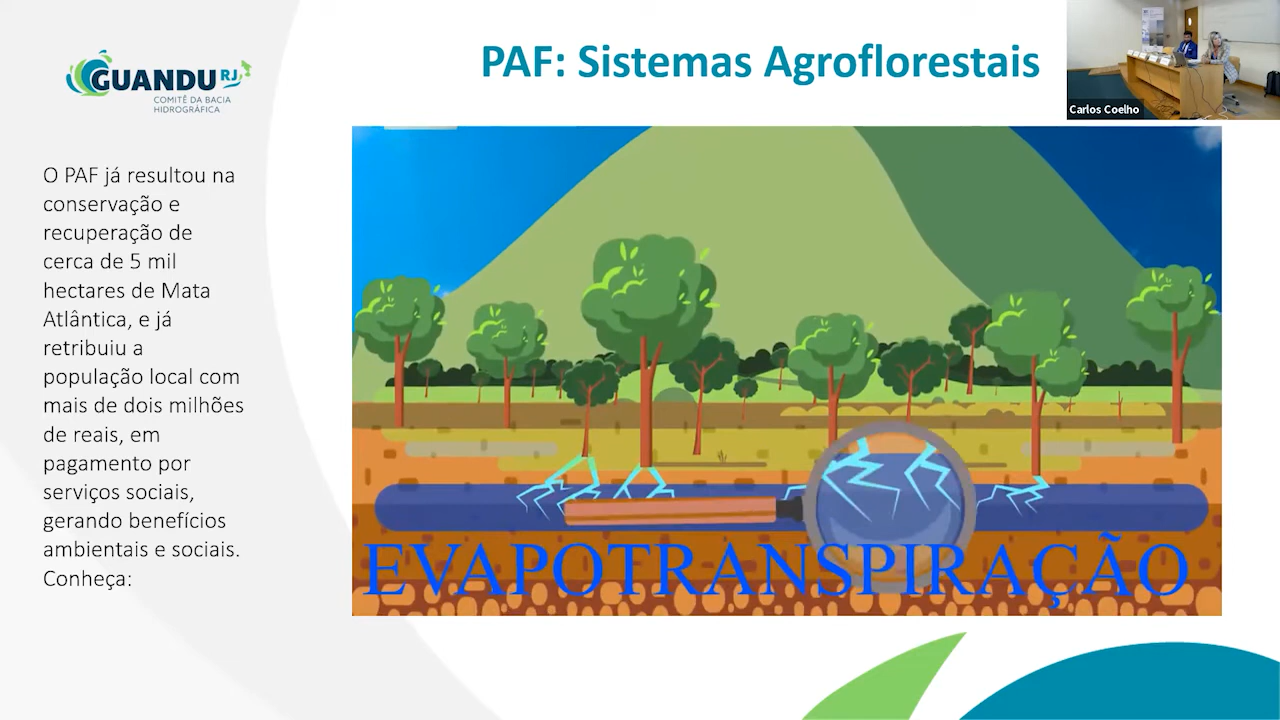 PAF: Sistemas Agroflorestais
GUANDU RJ
COMITÊ DA BACIA
HIDROGRÁFICA
Carlos Coelho
O PAF já resultou na
conservação e
recuperação de
cerca de 5 mil
hectares de Mata
Atlântica, e já
retribuiu a
população local com
mais de dois milhões
de reais, em
pagamento por
serviços sociais,
gerando benefícios
ambientais e sociais.
Conheça:
EVAPOTRANSPIRAÇÃO